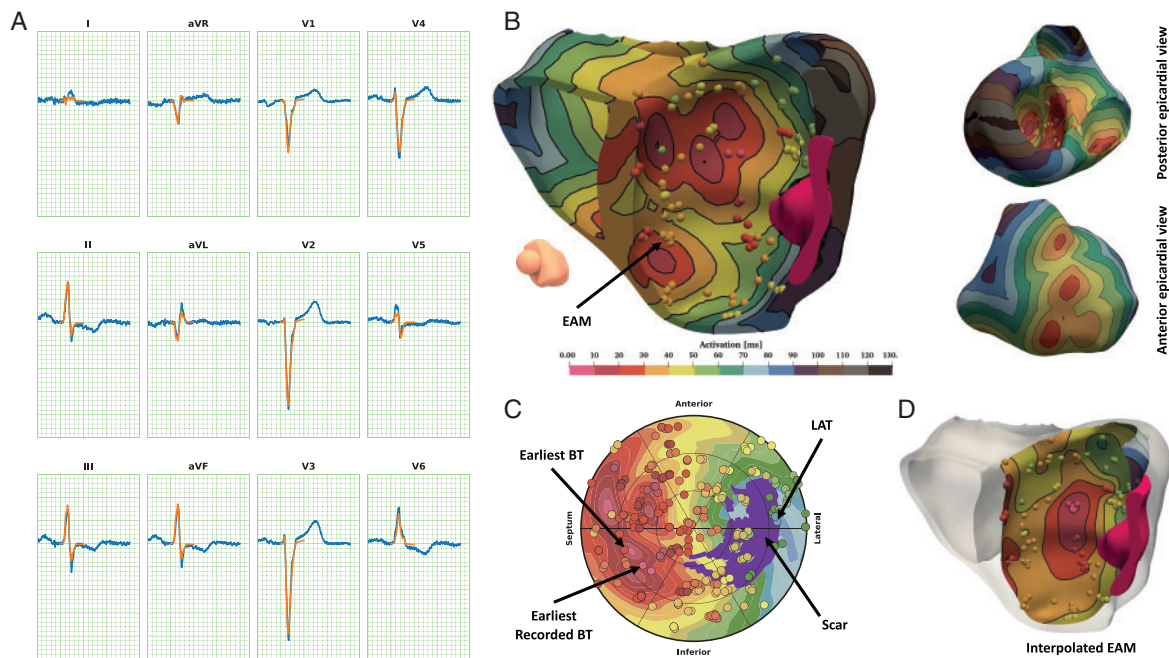 A
I
aVR
V1
V4
II
aVL
V2
V5
III
aVF
V3
V6
B
EAM
Activation [ms]
0.00 10 20 30 40 50 60 70 80 90 100 110 120 130.
Posterior epicardial view
Anterior epicardial view
C
Anterior
LAT
Earliest BT
Septum
Lateral
Earliest
Recorded BT
Scar
Inferior
D
Interpolated EAM